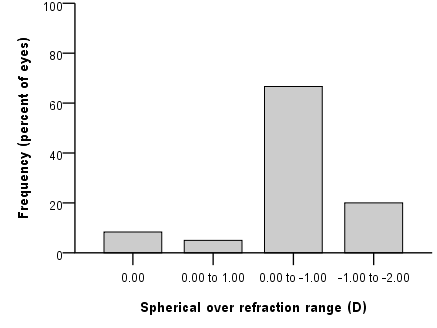 Frequency (percent of eyes)
100
80
60
40
20
0
0.00
0.00 to 1.00
0.00 to -1.00
-1.00 to -2.00
Spherical over refraction range (D)